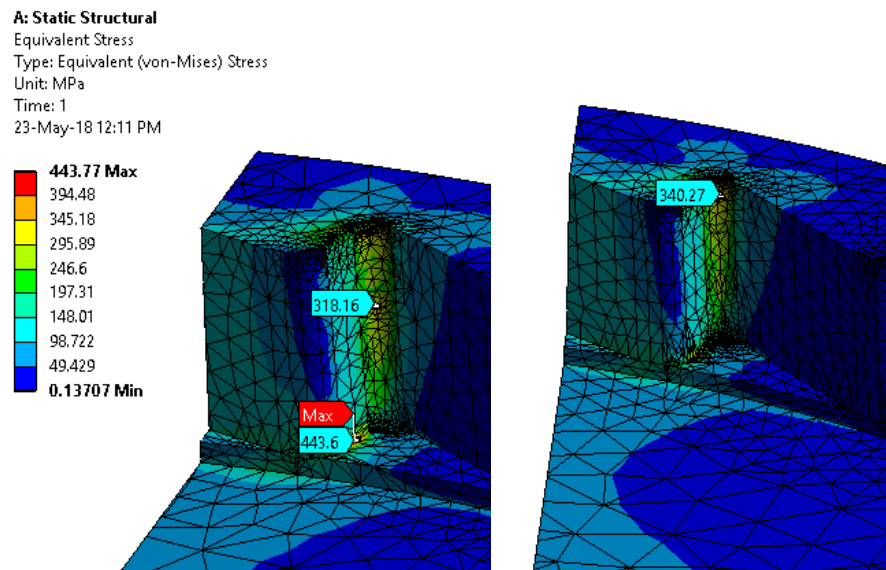 A: Static Structural
Equivalent Stress
Type: Equivalent (von-Mises) Stress
Unit: MPa
Time: 1
23-May-18 12:11 PM
443.77 Max
394.48
345.18
295.89
246.6
197.31
148.01
98.722
49.429
0.13707 Min
318.16
Max
443.6
340.27